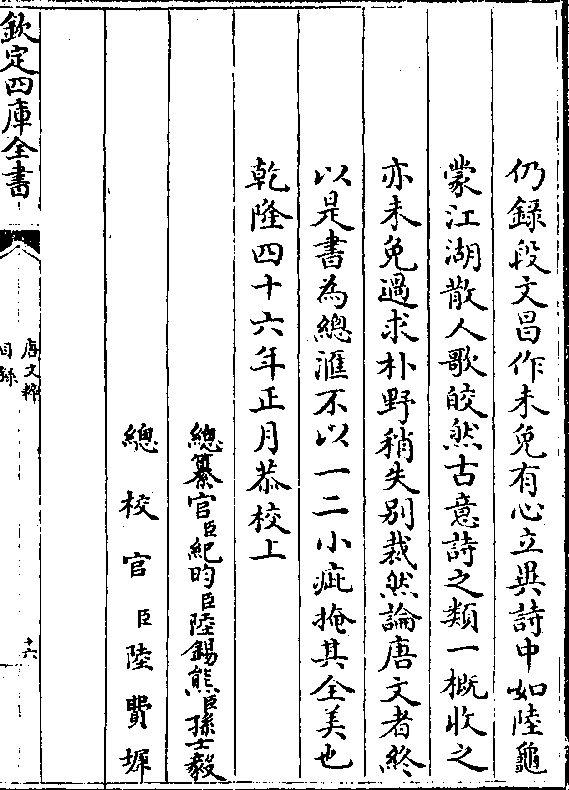 仍録段文昌作未免有心立異詩中如陸龜
蒙江湖散人歌皎然古意詩之類一概收之
亦未免過求朴野稍失别裁然論唐文者終
以是書為總滙不以一二小疵掩其全美也
乾隆四十六年正月恭校上
總纂官臣紀昀臣陸錫熊臣孫士毅
總校官臣陸費墀
欽定四庫全書
唐文粹
目録
十六